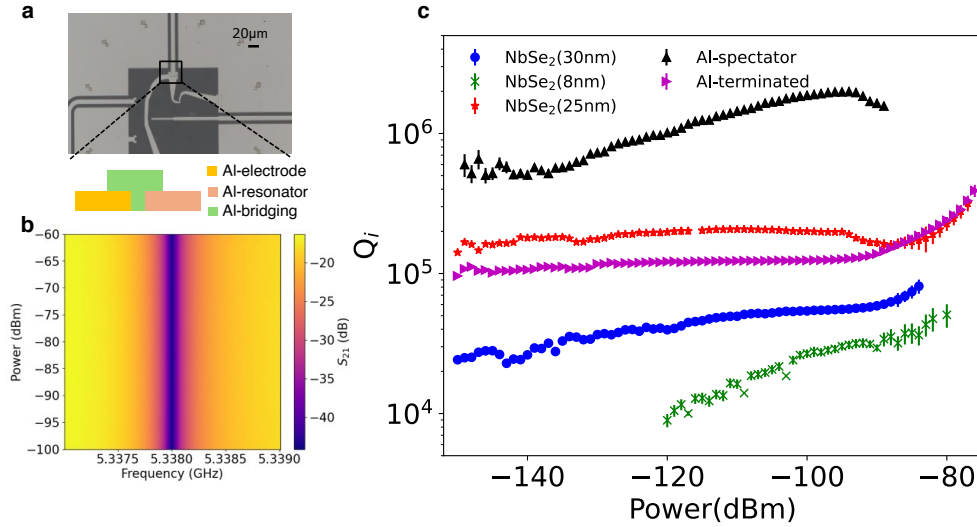 a
20μm
Al-electrode
Al-resonator
Al-bridging
b
−60
−65
−70
−75
−80
−85
−90
−95
−100
Power (dBm)
5.3375 5.3380 5.3385 5.3390
Frequency (GHz)
−20
−25
−30
−35
−40
S21 (dB)
c
NbSe2(30nm)
NbSe2(8nm)
NbSe2(25nm)
Al-spectator
Al-terminated
10^6
10^5
10^4
Qi
−140 −120 −100 −80
Power(dBm)